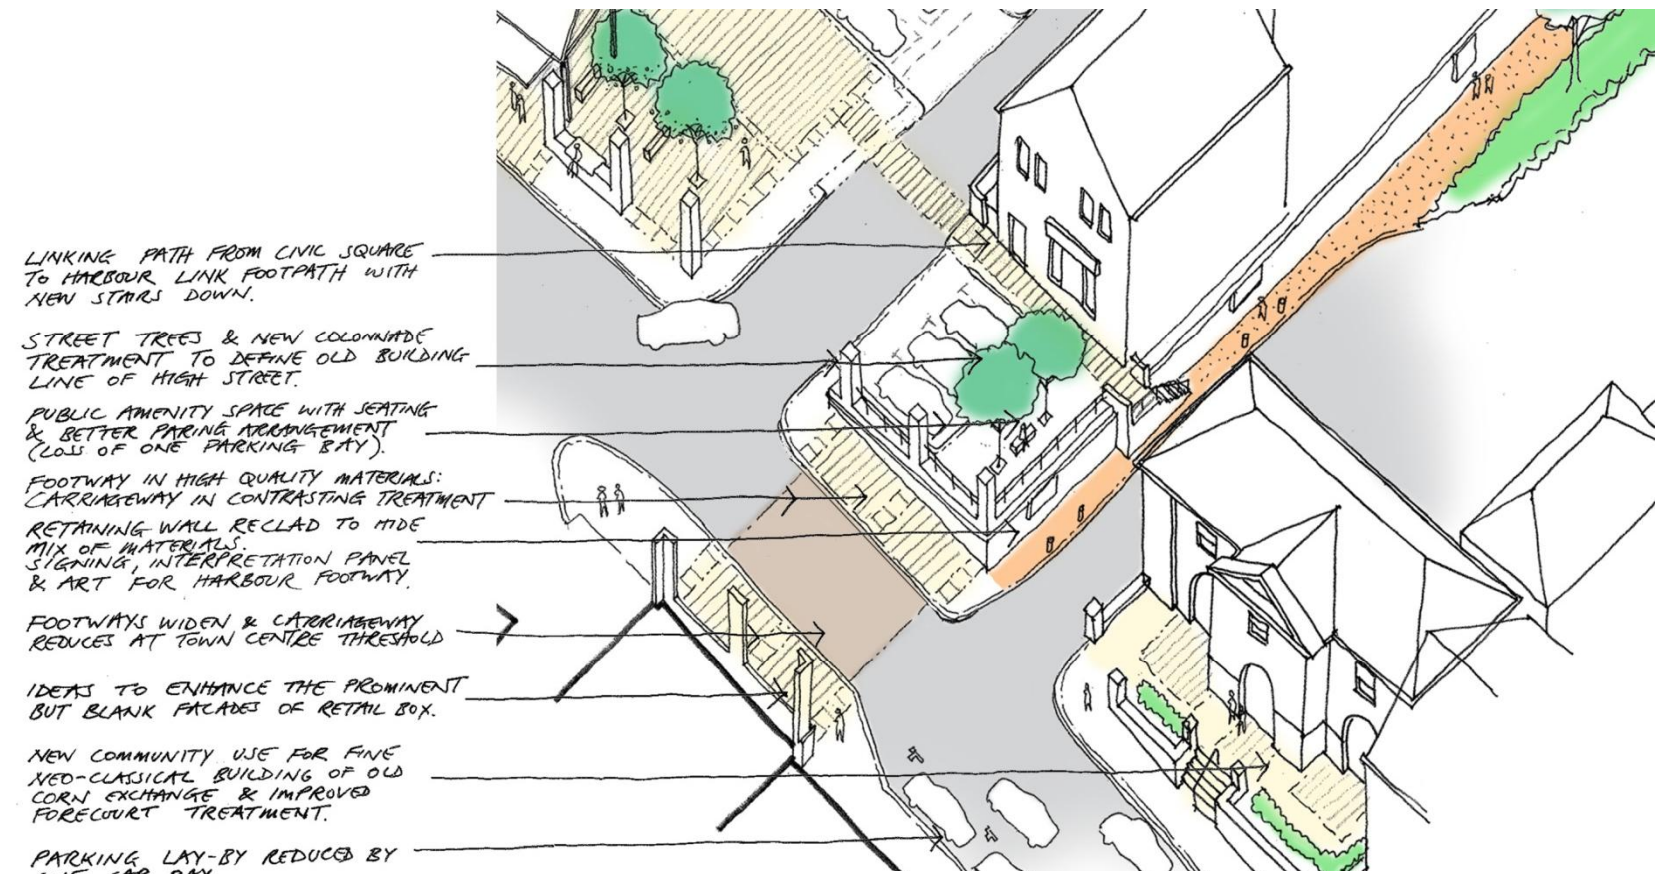 LINKING PATH FROM CIVIC SQUARE
TO HARBOUR LINK FOOTPATH WITH
NEW STAIRS DOWN.
STREET TREES & NEW COLONNADE
TREATMENT TO DEFINE OLD BUILDING
LINE OF HIGH STREET.
PUBLIC AMENITY SPACE WITH SEATING
& BETTER PARING ARRANGEMENT
(LOSS OF ONE PARKING BAY).
FOOTWAY IN HIGH QUALITY MATERIALS:
CARRIAGEWAY IN CONTRASTING TREATMENT
RETAINING WALL RECLAD TO HIDE
MIX OF MATERIALS.
SIGNING, INTERPRETATION PANEL
& ART FOR HARBOUR FOOTWAY.
FOOTWAYS WIDEN & CARRIAGEWAY
REDUCES AT TOWN CENTRE THRESHOLD
IDEAS TO ENHANCE THE PROMINENT
BUT BLANK FACADES OF RETAIL BOX.
NEW COMMUNITY USE FOR FINE
NEO-CLASSICAL BUILDING OF OLD
CORN EXCHANGE & IMPROVED
FORECOURT TREATMENT.
PARKING LAY-BY REDUCED BY